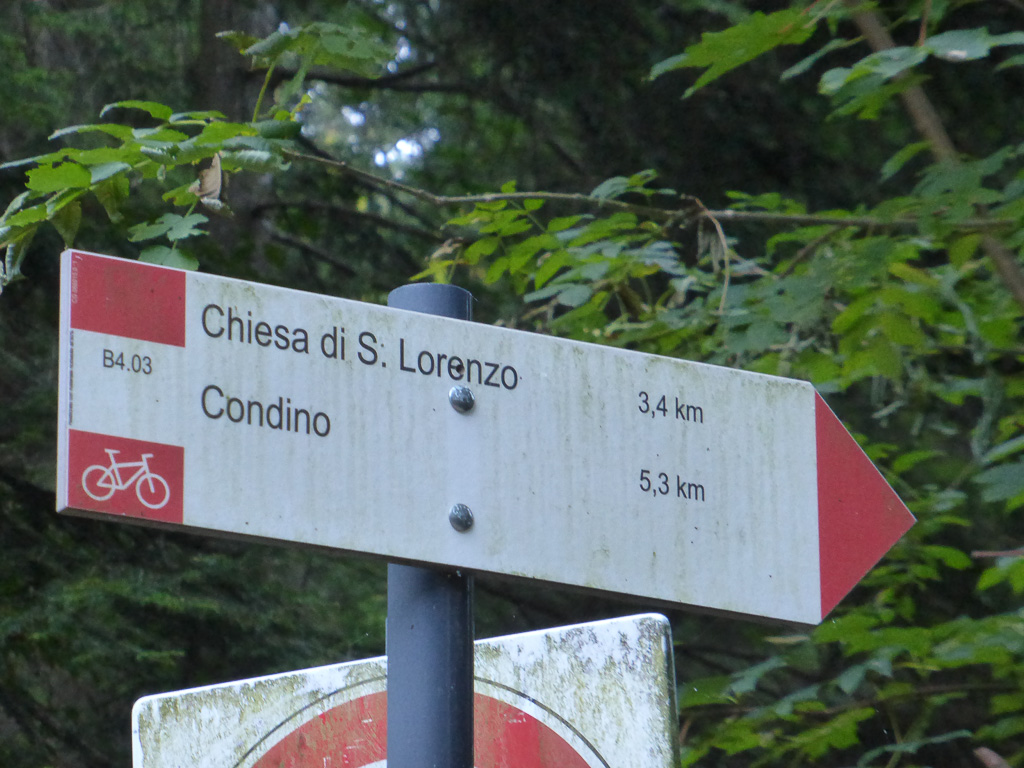 Chiesa di S. Lorenzo 3,4 km
B4.03
Condino 5,3 km